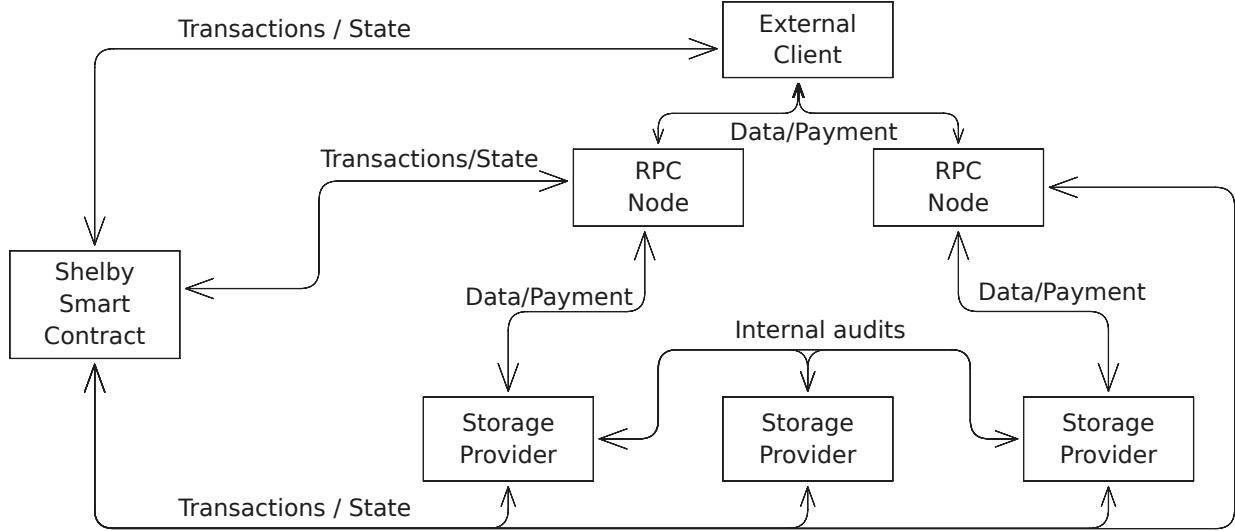 Transactions / State
External
Client
Data/Payment
Transactions/State
RPC
Node
RPC
Node
Shelby
Smart
Contract
Data/Payment
Data/Payment
Internal audits
Storage
Provider
Storage
Provider
Storage
Provider
Transactions / State